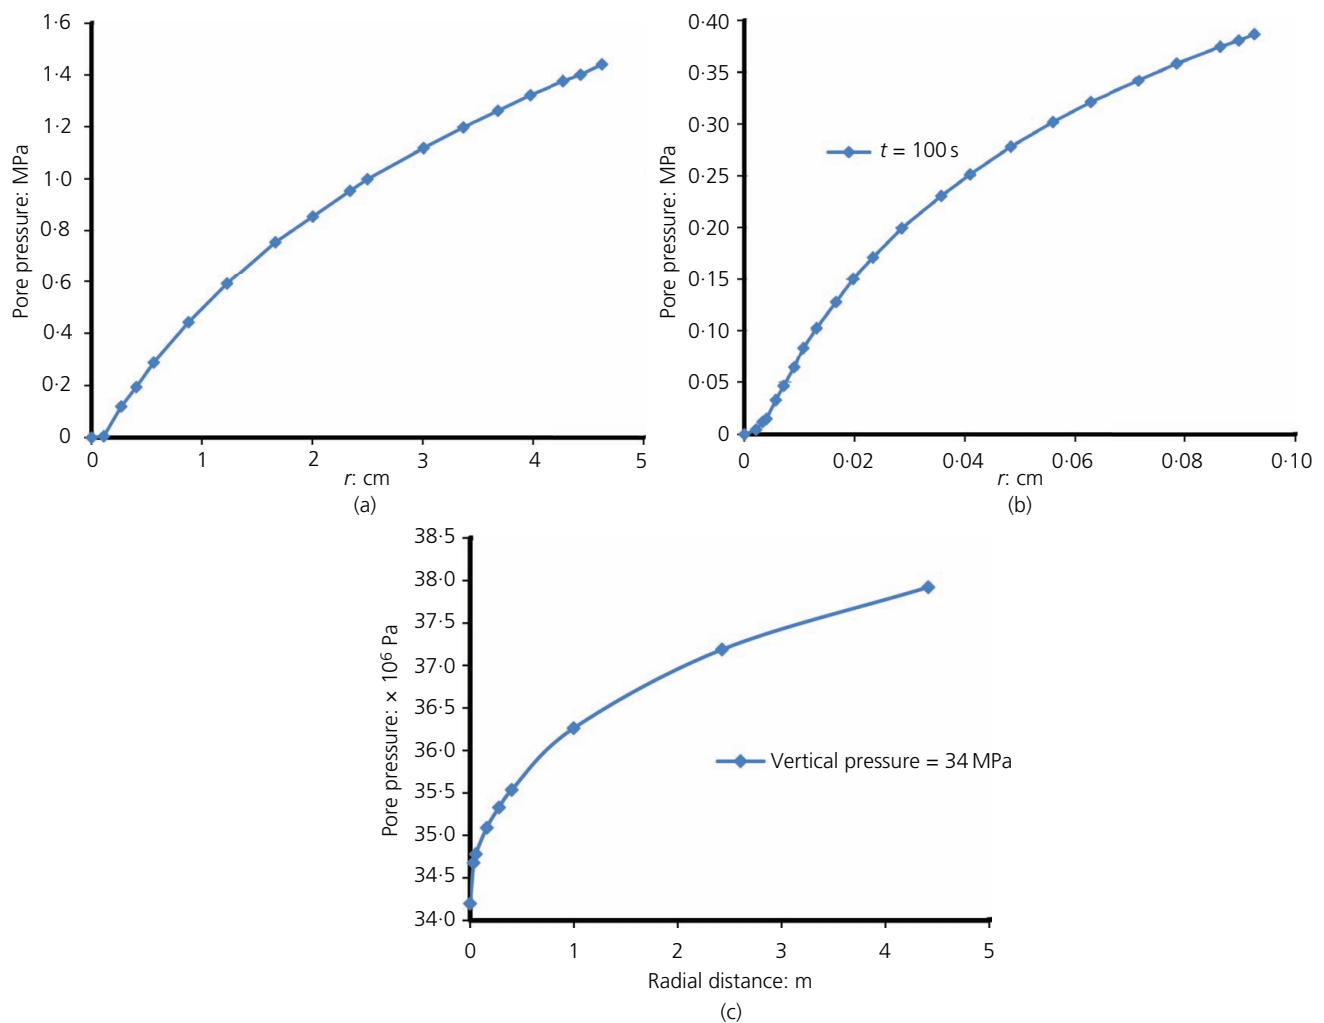 1·6
1·4
1·2
1·0
0·8
0·6
0·4
0·2
0
Pore pressure: MPa
0 1 2 3 4 5
r: cm
(a)
0·40
0·35
0·30
0·25
0·20
0·15
0·10
0·05
0
Pore pressure: MPa
t = 100 s
0 0·02 0·04 0·06 0·08 0·10
r: cm
(b)
38·5
38·0
37·5
37·0
36·5
36·0
35·5
35·0
34·5
34·0
Pore pressure: × 10⁶ Pa
Vertical pressure = 34 MPa
0 1 2 3 4 5
Radial distance: m
(c)